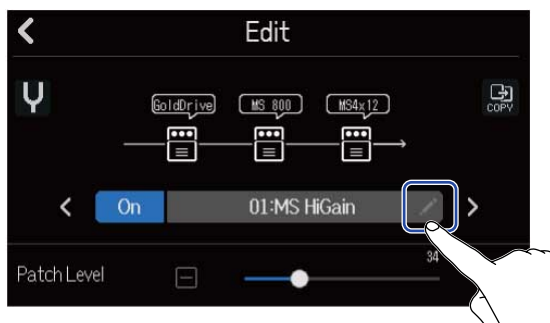 Edit
GoldDrive MS 800 MS4x12
COPY
On 01:MS HiGain
34
Patch Level